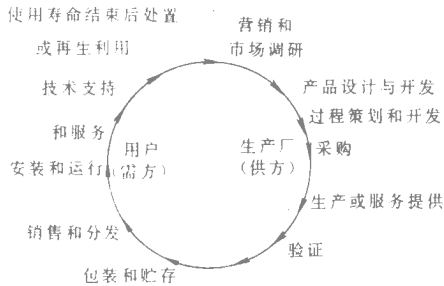 使用寿命结束后处置
或再生利用
营销和
市场调研
技术支持
产品设计与开发
过程策划和开发
和服务
用户
生产厂
采购
安装和运行
(需方)
(供方)
生产或服务提供
销售和分发
验证
包装和贮存